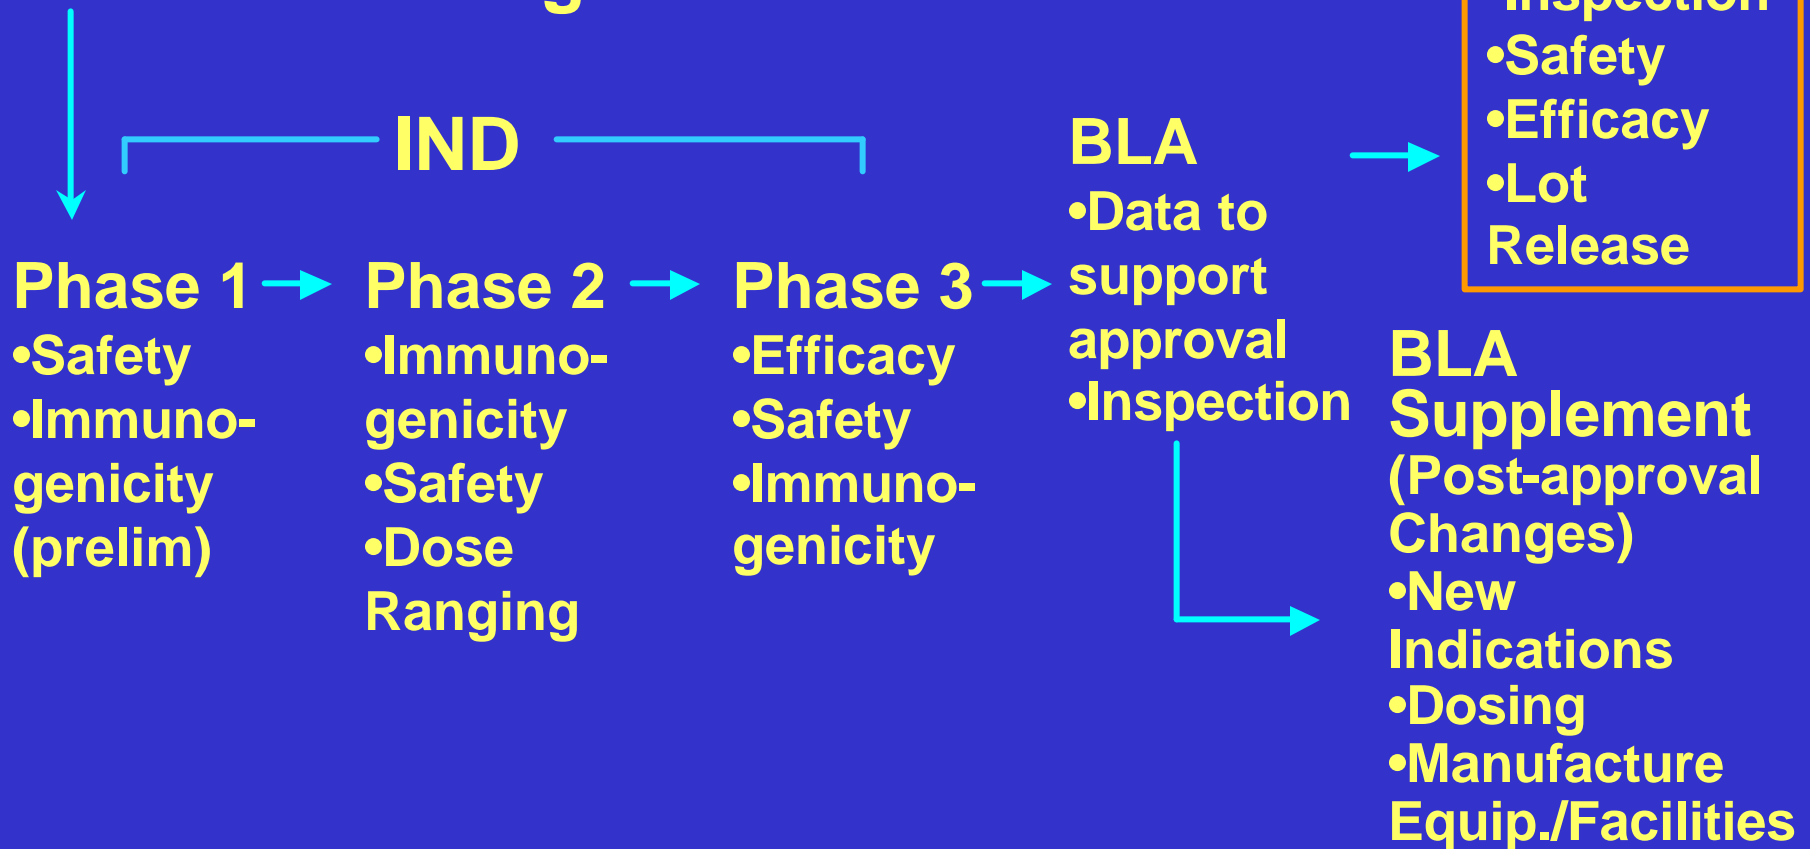 Inspection
•Safety
•Efficacy
•Lot
Release
IND
Phase 1
•Safety
•Immuno-
genicity
(prelim)
Phase 2
•Immuno-
genicity
•Safety
•Dose
Ranging
Phase 3
•Efficacy
•Safety
•Immuno-
genicity
BLA
•Data to
support
approval
•Inspection
BLA
Supplement
(Post-approval
Changes)
•New
Indications
•Dosing
•Manufacture
Equip./Facilities